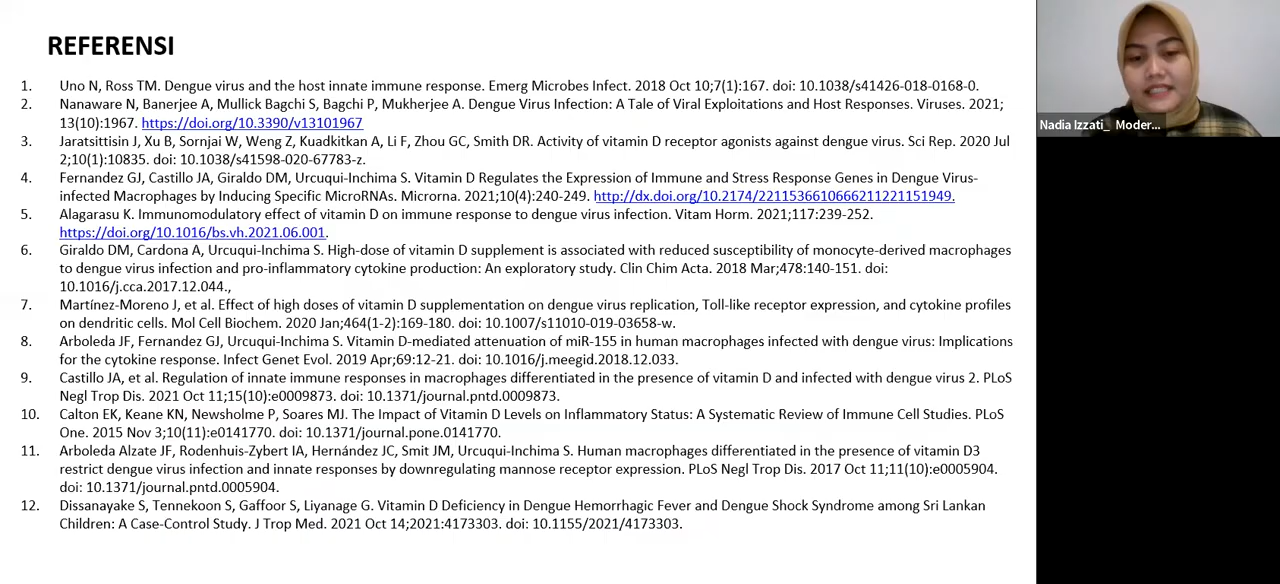 REFERENSI
1. Uno N, Ross TM. Dengue virus and the host innate immune response. Emerg Microbes Infect. 2018 Oct 10;7(1):167. doi: 10.1038/s41426-018-0168-0.
2. Nanaware N, Banerjee A, Mullick Bagchi S, Bagchi P, Mukherjee A. Dengue Virus Infection: A Tale of Viral Exploitations and Host Responses. Viruses. 2021;
13(10):1967. https://doi.org/10.3390/v13101967
3. Jaratsittisin J, Xu B, Sornjai W, Weng Z, Kuadkitkan A, Li F, Zhou GC, Smith DR. Activity of vitamin D receptor agonists against dengue virus. Sci Rep. 2020 Jul
2;10(1):10835. doi: 10.1038/s41598-020-67783-z.
4. Fernandez GJ, Castillo JA, Giraldo DM, Urcuqui-Inchima S. Vitamin D Regulates the Expression of Immune and Stress Response Genes in Dengue Virus-
infected Macrophages by Inducing Specific MicroRNAs. Microrna. 2021;10(4):240-249. http://dx.doi.org/10.2174/2211536610666211221151949.
5. Alagarasu K. Immunomodulatory effect of vitamin D on immune response to dengue virus infection. Vitam Horm. 2021;117:239-252.
https://doi.org/10.1016/bs.vh.2021.06.001.
6. Giraldo DM, Cardona A, Urcuqui-Inchima S. High-dose of vitamin D supplement is associated with reduced susceptibility of monocyte-derived macrophages
to dengue virus infection and pro-inflammatory cytokine production: An exploratory study. Clin Chim Acta. 2018 Mar;478:140-151. doi:
10.1016/j.cca.2017.12.044.,
7. Martínez-Moreno J, et al. Effect of high doses of vitamin D supplementation on dengue virus replication, Toll-like receptor expression, and cytokine profiles
on dendritic cells. Mol Cell Biochem. 2020 Jan;464(1-2):169-180. doi: 10.1007/s11010-019-03658-w.
8. Arboleda JF, Fernandez GJ, Urcuqui-Inchima S. Vitamin D-mediated attenuation of miR-155 in human macrophages infected with dengue virus: Implications
for the cytokine response. Infect Genet Evol. 2019 Apr;69:12-21. doi: 10.1016/j.meegid.2018.12.033.
9. Castillo JA, et al. Regulation of innate immune responses in macrophages differentiated in the presence of vitamin D and infected with dengue virus 2. PLoS
Negl Trop Dis. 2021 Oct 11;15(10):e0009873. doi: 10.1371/journal.pntd.0009873.
10. Calton EK, Keane KN, Newsholme P, Soares MJ. The Impact of Vitamin D Levels on Inflammatory Status: A Systematic Review of Immune Cell Studies. PLoS
One. 2015 Nov 3;10(11):e0141770. doi: 10.1371/journal.pone.0141770.
11. Arboleda Alzate JF, Rodenhuis-Zybert IA, Hernández JC, Smit JM, Urcuqui-Inchima S. Human macrophages differentiated in the presence of vitamin D3
restrict dengue virus infection and innate responses by downregulating mannose receptor expression. PLoS Negl Trop Dis. 2017 Oct 11;11(10):e0005904.
doi: 10.1371/journal.pntd.0005904.
12. Dissanayake S, Tennekoon S, Gaffoor S, Liyanage G. Vitamin D Deficiency in Dengue Hemorrhagic Fever and Dengue Shock Syndrome among Sri Lankan
Children: A Case-Control Study. J Trop Med. 2021 Oct 14;2021:4173303. doi: 10.1155/2021/4173303.
Nadia Izzati_ Moder...